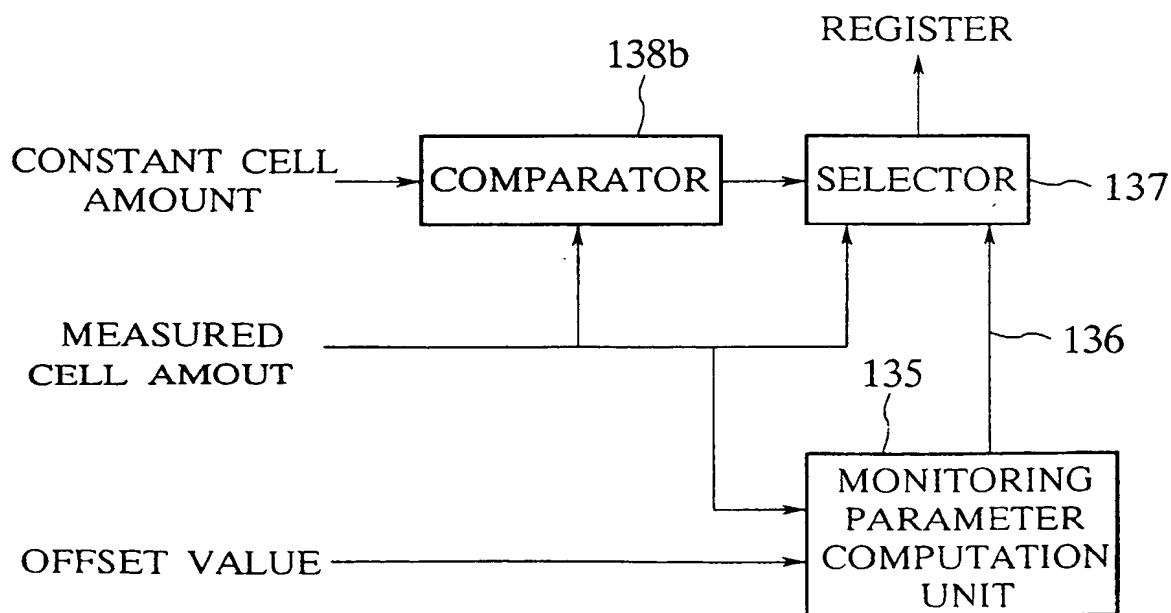 REGISTER
138b
CONSTANT CELL
AMOUNT
COMPARATOR
SELECTOR
137
MEASURED
CELL AMOUT
136
135
MONITORING
PARAMETER
COMPUTATION
UNIT
OFFSET VALUE